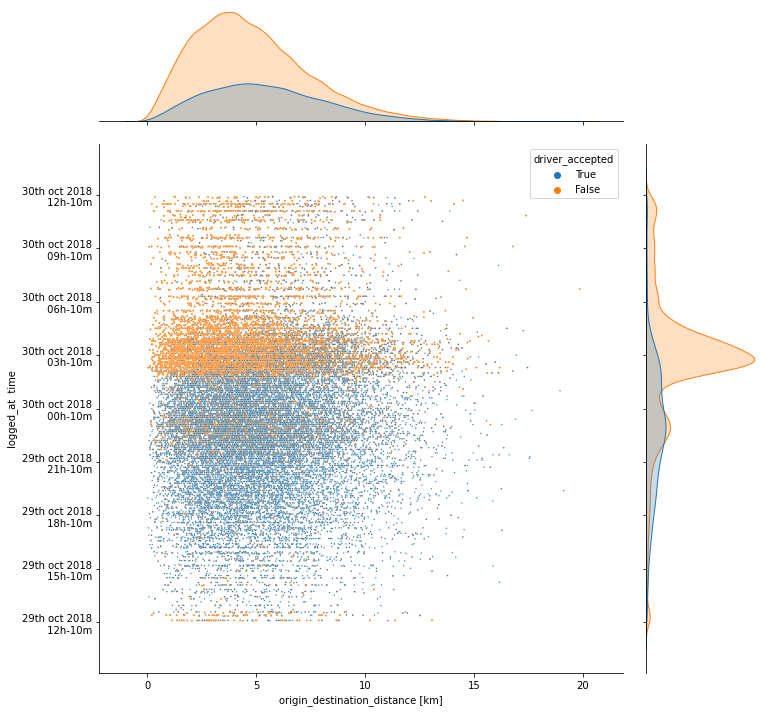 driver_accepted
True
False
30th oct 2018
12h-10m
30th oct 2018
09h-10m
30th oct 2018
06h-10m
30th oct 2018
03h-10m
30th oct 2018
00h-10m
29th oct 2018
21h-10m
29th oct 2018
18h-10m
29th oct 2018
15h-10m
29th oct 2018
12h-10m
logged_at time
0 5 10 15 20
origin_destination_distance [km]